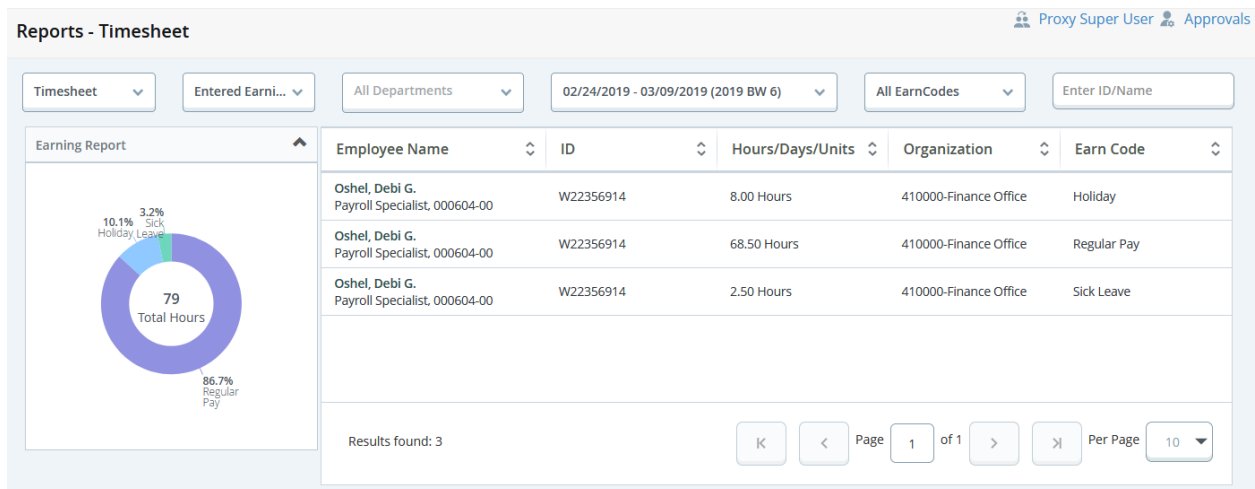 Reports - Timesheet
Proxy Super User
Approvals
Timesheet
Entered Earni...
All Departments
02/24/2019 - 03/09/2019 (2019 BW 6)
All EarnCodes
Enter ID/Name
Earning Report
3.2%
Sick
Leave
10.1%
Holiday
79
Total Hours
86.7%
Regular
Pay
Employee Name ID Hours/Days/Units Organization Earn Code
Oshel, Debi G.
Payroll Specialist, 000604-00
W22356914 8.00 Hours 410000-Finance Office Holiday
Oshel, Debi G.
Payroll Specialist, 000604-00
W22356914 68.50 Hours 410000-Finance Office Regular Pay
Oshel, Debi G.
Payroll Specialist, 000604-00
W22356914 2.50 Hours 410000-Finance Office Sick Leave
Results found: 3
Page 1 of 1
Per Page 10